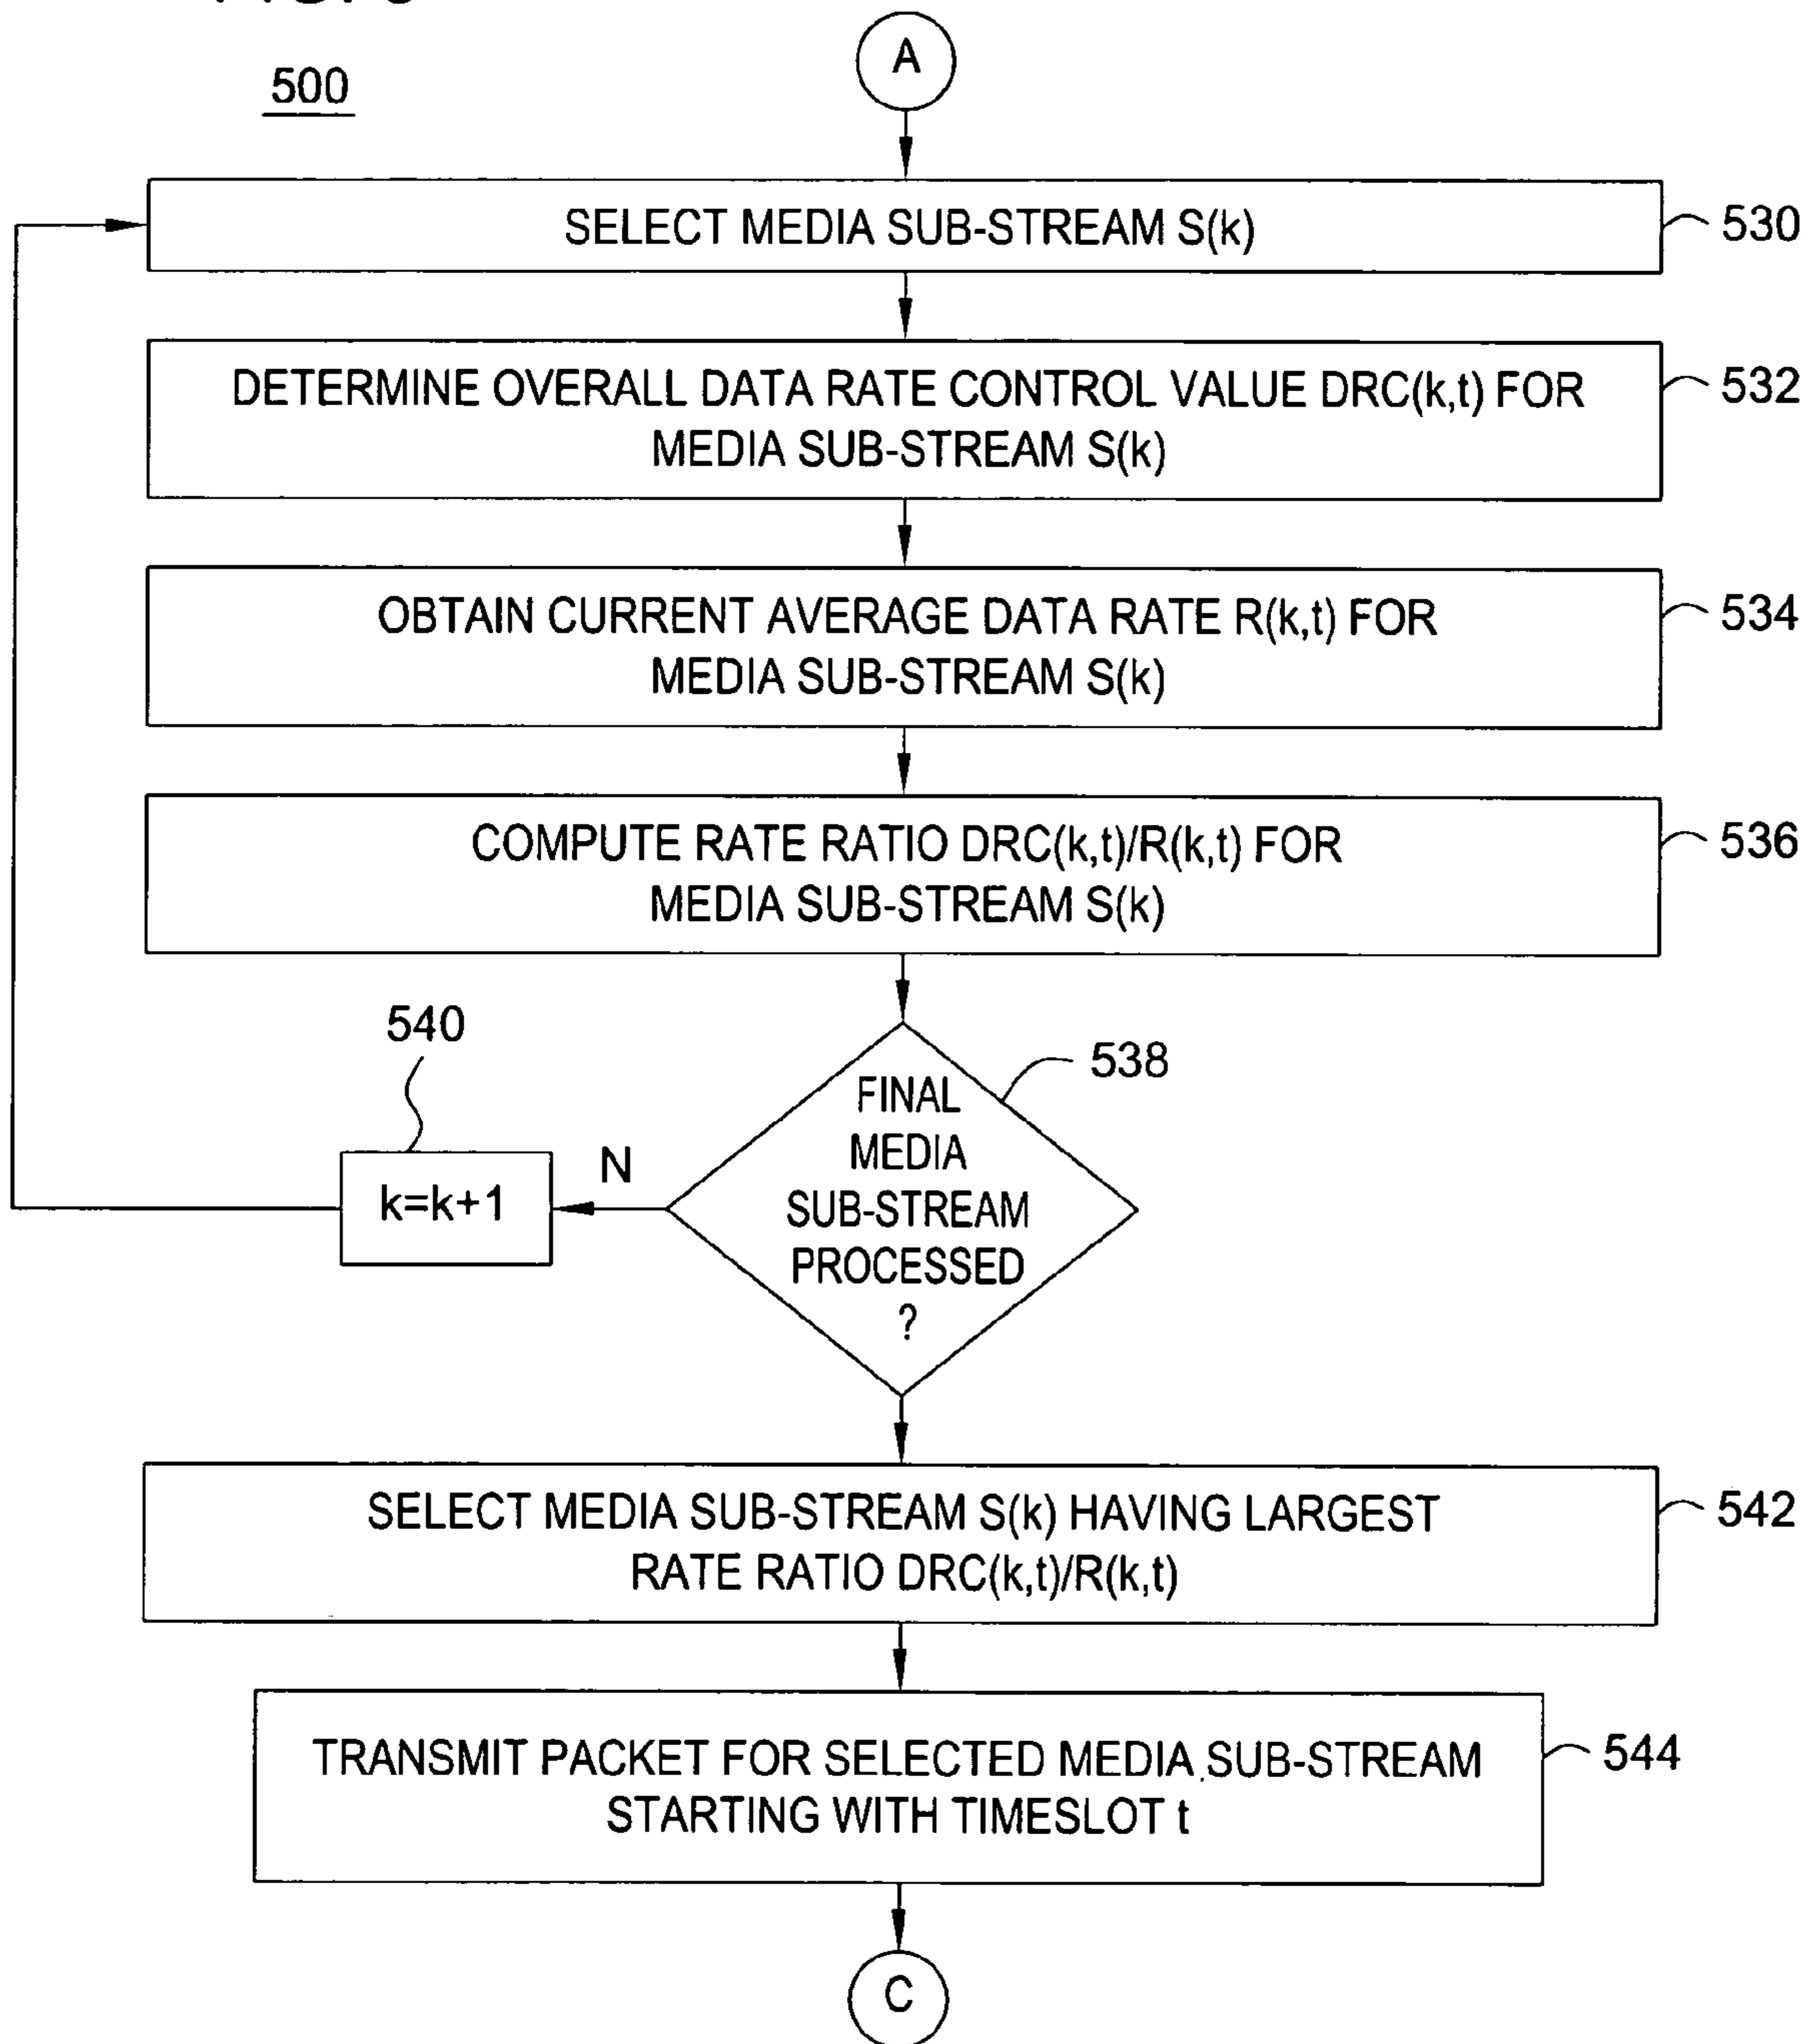 500
A
SELECT MEDIA SUB-STREAM S(k)
530
DETERMINE OVERALL DATA RATE CONTROL VALUE DRC(k,t) FOR
MEDIA SUB-STREAM S(k)
532
OBTAIN CURRENT AVERAGE DATA RATE R(k,t) FOR
MEDIA SUB-STREAM S(k)
534
COMPUTE RATE RATIO DRC(k,t)/R(k,t) FOR
MEDIA SUB-STREAM S(k)
536
540
538
FINAL
MEDIA
SUB-STREAM
PROCESSED
?
N
k=k+1
SELECT MEDIA SUB-STREAM S(k) HAVING LARGEST
RATE RATIO DRC(k,t)/R(k,t)
542
TRANSMIT PACKET FOR SELECTED MEDIA SUB-STREAM
STARTING WITH TIMESLOT t
544
C